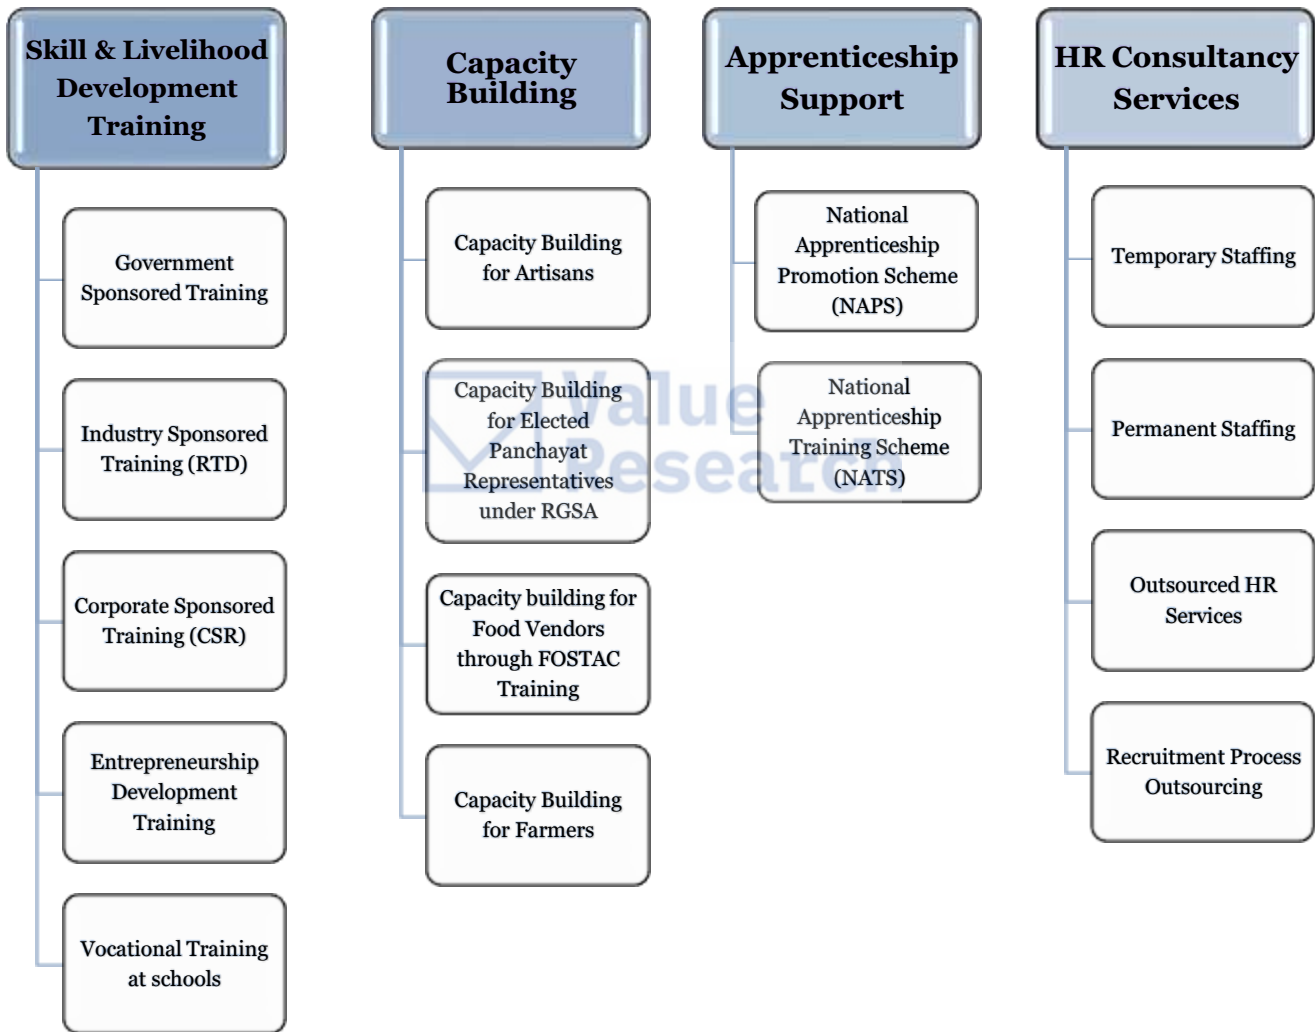 Skill & Livelihood
Development
Training
Government
Sponsored Training
Industry Sponsored
Training (RTD)
Corporate Sponsored
Training (CSR)
Entrepreneurship
Development
Training
Vocational Training
at schools
Capacity
Building
Capacity Building
for Artisans
Capacity Building
for Elected
Panchayat
Representatives
under RGSA
Capacity building for
Food Vendors
through FOSTAC
Training
Capacity Building
for Farmers
Apprenticeship
Support
National
Apprenticeship
Promotion Scheme
(NAPS)
National
Apprenticeship
Training Scheme
(NATS)
HR Consultancy
Services
Temporary Staffing
Permanent Staffing
Outsourced HR
Services
Recruitment Process
Outsourcing
Value
Research